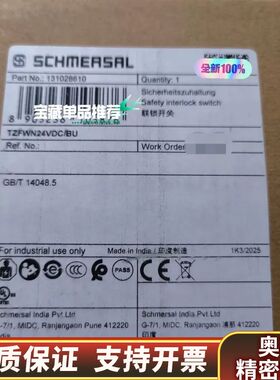 SCHMERSAL
全新100%
Part No.: 131028610
Quantity: 1
Sicherheitszuhaltung
Safety interlock switch
联锁开关
宝藏单品推荐
TZFWN24VDC/BU
Ref. No.:
Work Order
GB/T 14048.5
For industrial use only
Made in India / 印度制造
1K3/2025
PASS
Schmersal India.Pvt.Ltd
G-7/1, MIDC, Ranjangaon Pune 412220
India
Schmersal India Pvt.Ltd
G-7/1, MIDC, Ranjangaon 浦那 412220
印度
质保证 支持开票
奥
精密